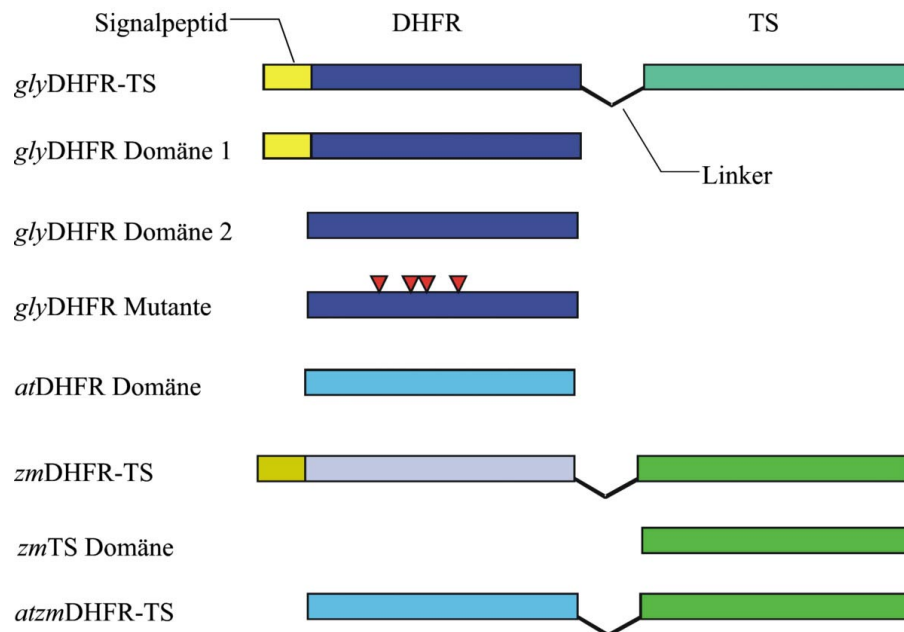 Signalpeptid DHFR TS
glyDHFR-TS
glyDHFR Domäne 1
Linker
glyDHFR Domäne 2
glyDHFR Mutante
atDHFR Domäne
zmDHFR-TS
zmTS Domäne
atzmDHFR-TS